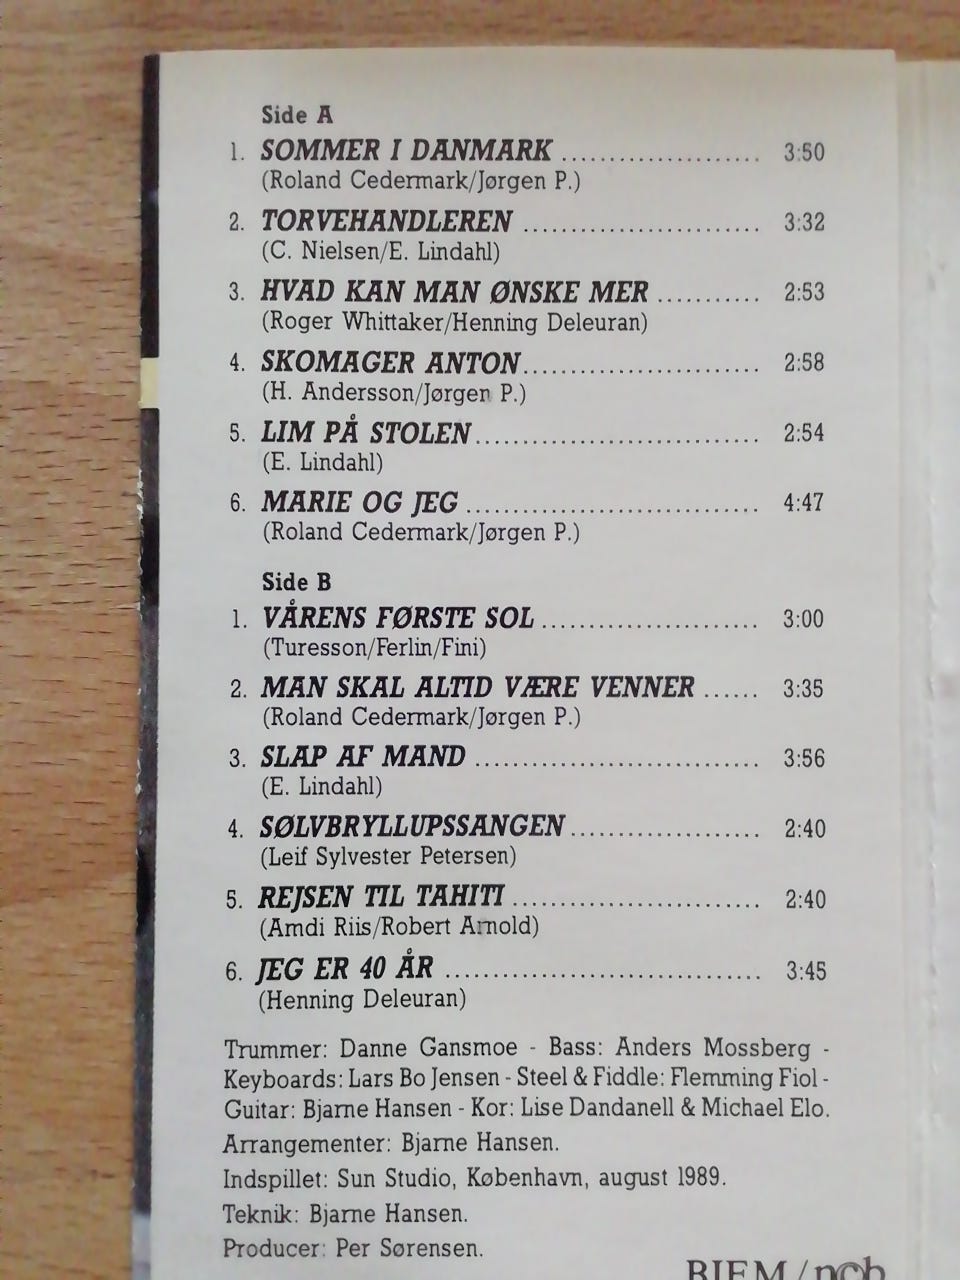 Side A
1. SOMMER I DANMARK .................... 3:50
(Roland Cedermark/Jørgen P.)
2. TORVEHANDLEREN ........................ 3:32
(C. Nielsen/E. Lindahl)
3. HVAD KAN MAN ØNSKE MER ........... 2:53
(Roger Whittaker/Henning Deleuran)
4. SKOMAGER ANTON........................ 2:58
(H. Andersson/Jørgen P.)
5. LIM PÅ STOLEN............................. 2:54
(E. Lindahl)
6. MARIE OG JEG .............................. 4:47
(Roland Cedermark/Jørgen P.)
Side B
1. VÅRENS FØRSTE SOL ...................... 3:00
(Turesson/Ferlin/Fini)
2. MAN SKAL ALTID VÆRE VENNER ...... 3:35
(Roland Cedermark/Jørgen P.)
3. SLAP AF MAND ............................. 3:56
(E. Lindahl)
4. SØLVBRYLLUPSSANGEN ................... 2:40
(Leif Sylvester Petersen)
5. REJSEN TIL TAHITI ......................... 2:40
(Amdi Riis/Robert Arnold)
6. JEG ER 40 ÅR ................................ 3:45
(Henning Deleuran)
Trummer: Danne Gansmoe - Bass: Anders Mossberg -
Keyboards: Lars Bo Jensen - Steel & Fiddle: Flemming Fiol -
Guitar: Bjarne Hansen - Kor: Lise Dandanell & Michael Elo.
Arrangementer: Bjarne Hansen.
Indspillet: Sun Studio, København, august 1989.
Teknik: Bjarne Hansen.
Producer: Per Sørensen.
BIEM/ncb